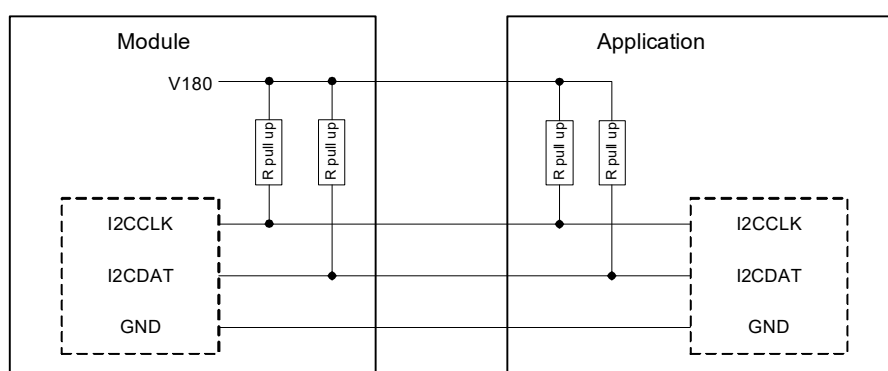 Module
Application
V180
R pull up
R pull up
R pull up
R pull up
I2CCLK
I2CCLK
I2CDAT
I2CDAT
GND
GND